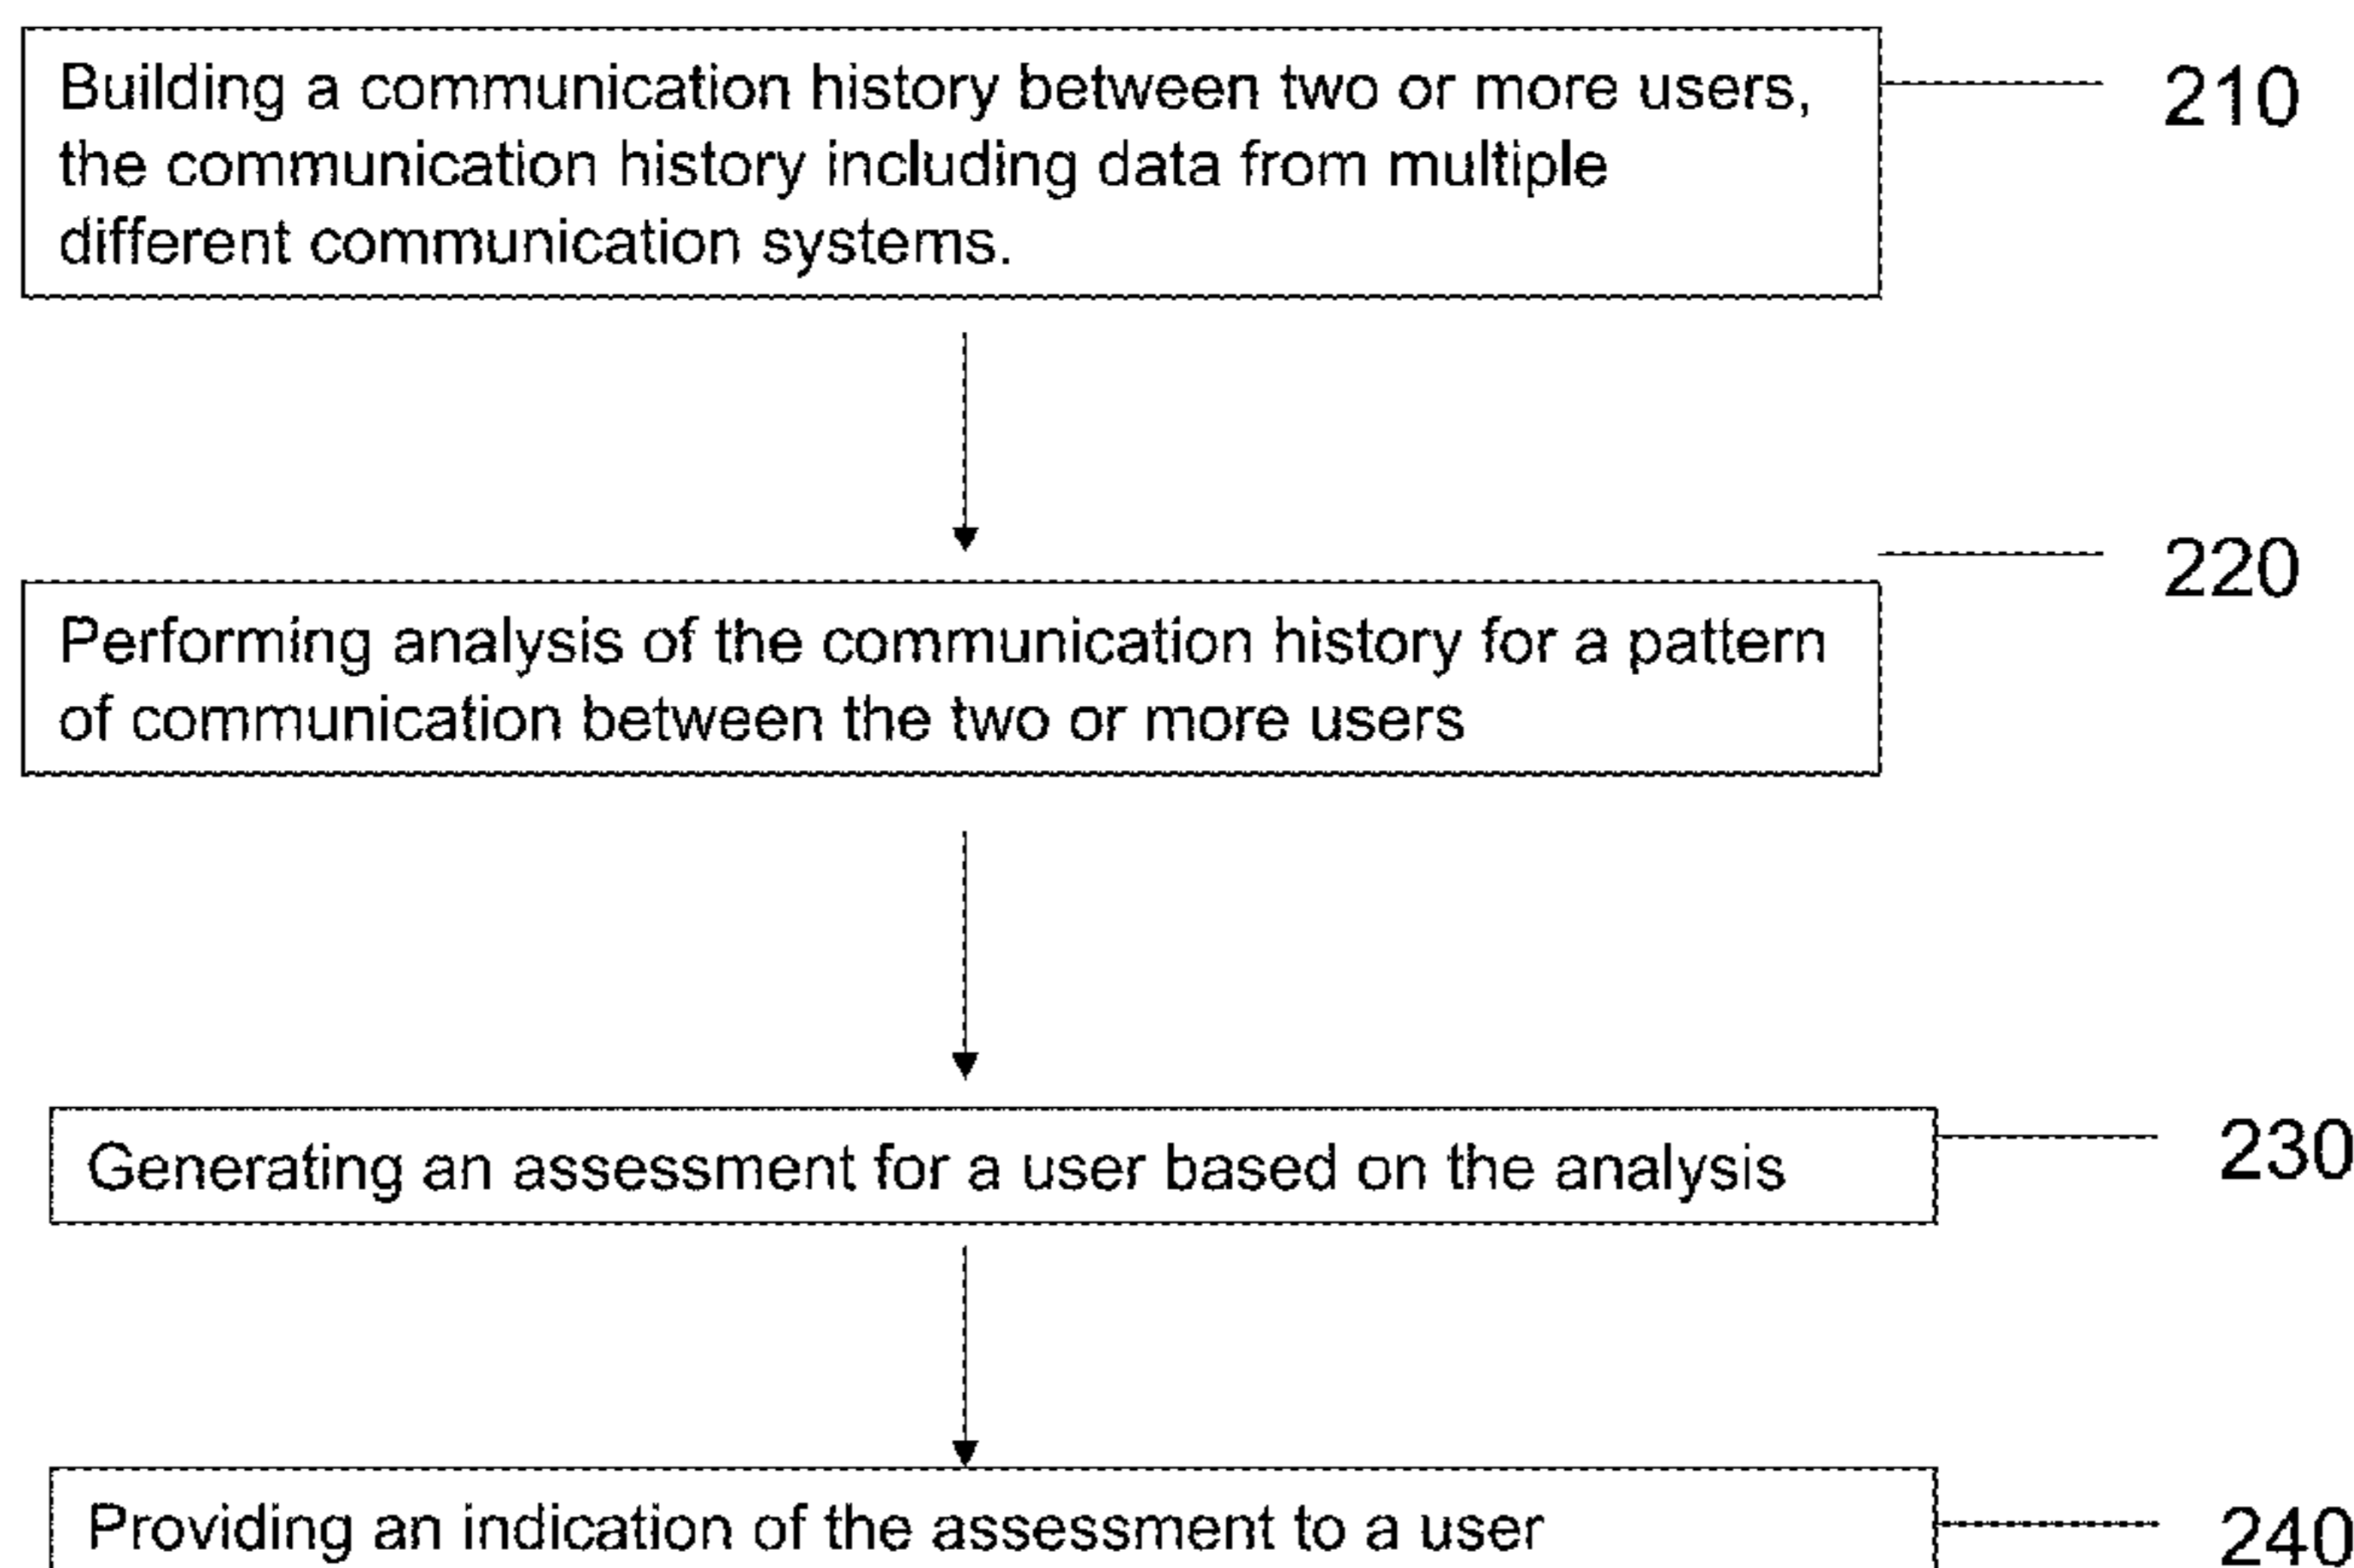 Building a communication history between two or more users,
the communication history including data from multiple
different communication systems.
210
Performing analysis of the communication history for a pattern
of communication between the two or more users
220
Generating an assessment for a user based on the analysis
230
Providing an indication of the assessment to a user
240